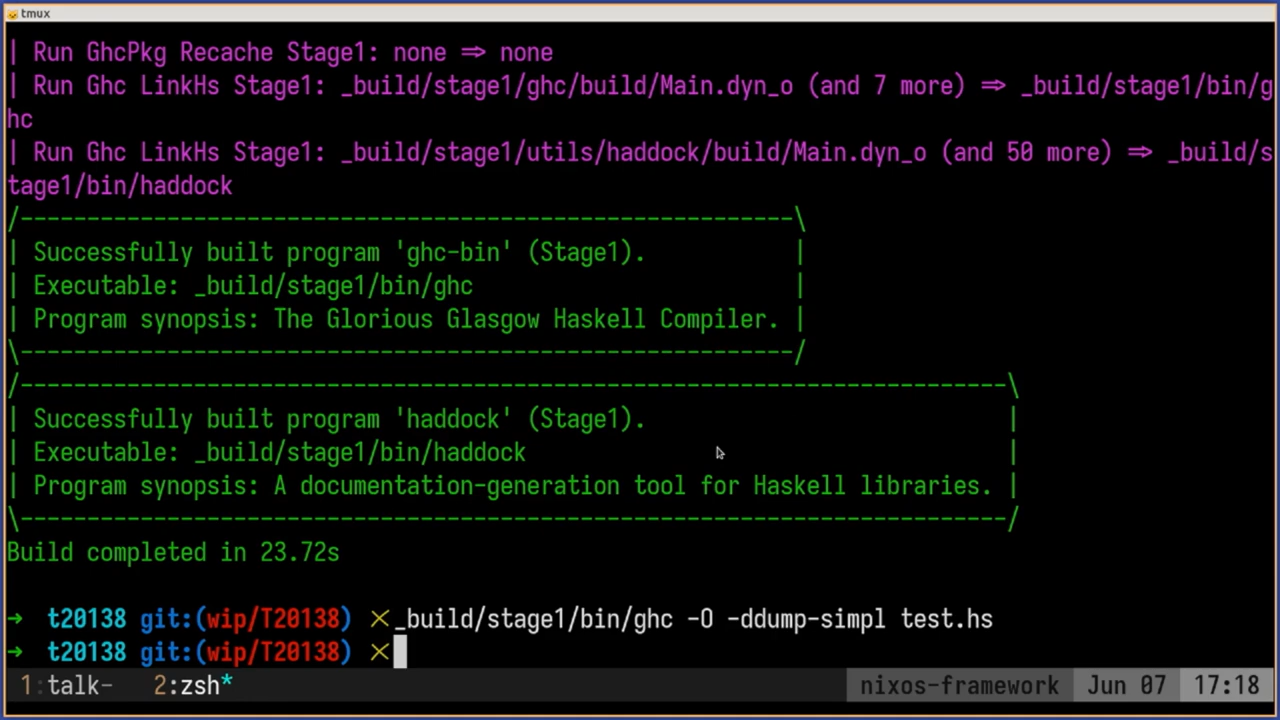 tmux
| Run GhcPkg Recache Stage1: none => none
| Run Ghc LinkHs Stage1: _build/stage1/ghc/build/Main.dyn_o (and 7 more) => _build/stage1/bin/g
hc
| Run Ghc LinkHs Stage1: _build/stage1/utils/haddock/build/Main.dyn_o (and 50 more) => _build/s
tage1/bin/haddock
/----------------------------------------------------------\
| Successfully built program 'ghc-bin' (Stage1).           |
| Executable: _build/stage1/bin/ghc                        |
| Program synopsis: The Glorious Glasgow Haskell Compiler. |
\----------------------------------------------------------/
/--------------------------------------------------------------------------\
| Successfully built program 'haddock' (Stage1).                           |
| Executable: _build/stage1/bin/haddock                                    |
| Program synopsis: A documentation-generation tool for Haskell libraries. |
\--------------------------------------------------------------------------/
Build completed in 23.72s
→ t20138 git:(wip/T20138) ✕ _build/stage1/bin/ghc -O -ddump-simpl test.hs
→ t20138 git:(wip/T20138) ✕
1:talk- 2:zsh* nixos-framework Jun 07 17:18